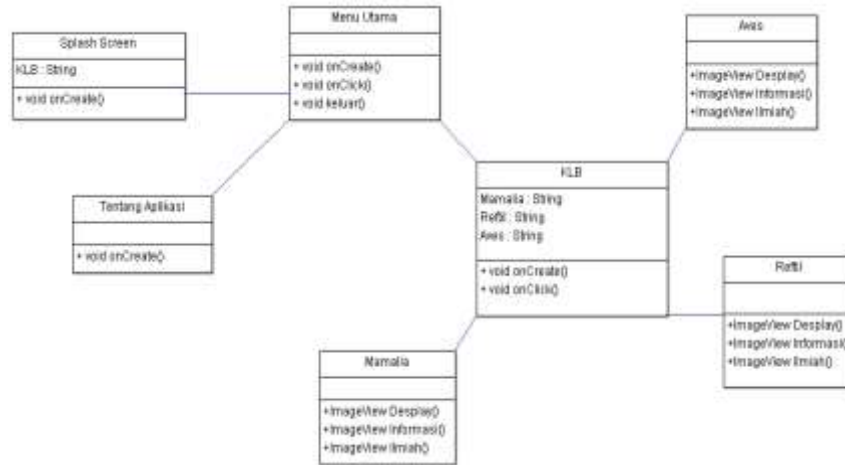 Splash Screen
KLB : String
+ void onCreate()
Menu Utama
+ void onCreate()
+ void onClick()
+ void keluar()
Aves
+ImageView Desplay()
+ImageView Informasi()
+ImageView Ilmiah()
Tentang Aplikasi
+ void onCreate()
KLB
Mamalia : String
Reftil : String
Aves : String
+ void onCreate()
+ void onClick()
Reftil
+ImageView Desplay()
+ImageView Informasi()
+ImageView Ilmiah()
Mamalia
+ImageView Desplay()
+ImageView Informasi()
+ImageView Ilmiah()